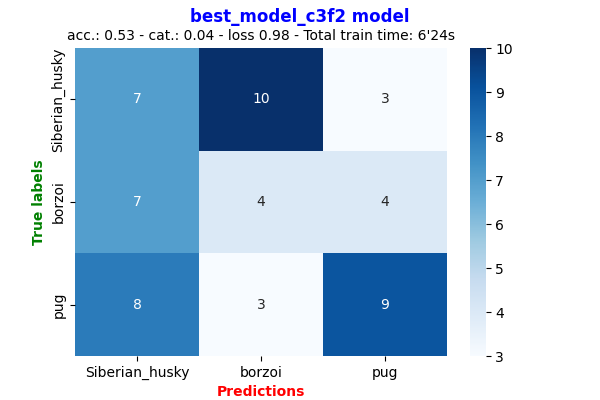 best_model_c3f2 model
acc.: 0.53 - cat.: 0.04 - loss 0.98 - Total train time: 6'24s
True labels
Siberian_husky
borzoi
pug
7 10 3
7 4 4
8 3 9
Siberian_husky borzoi pug
Predictions
10
9
8
7
6
5
4
3